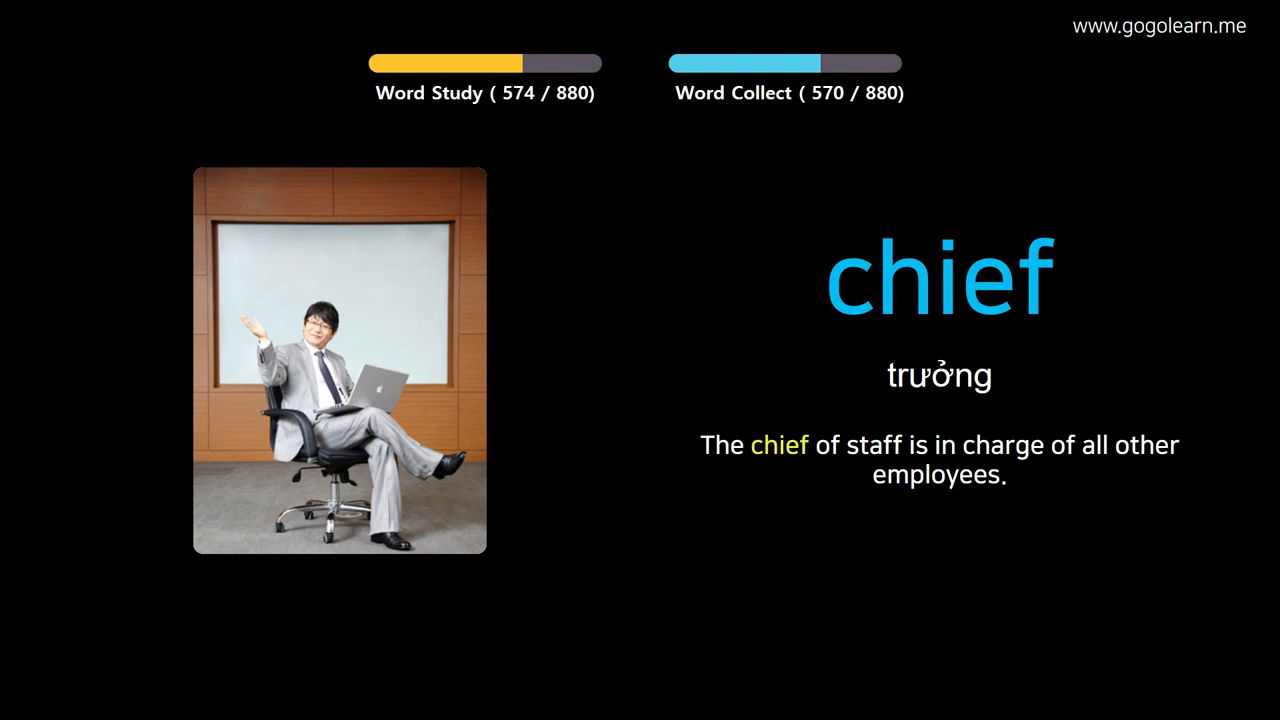 www.gogolearn.me
Word Study ( 574 / 880)
Word Collect ( 570 / 880)
chief
trưởng
The chief of staff is in charge of all other
employees.